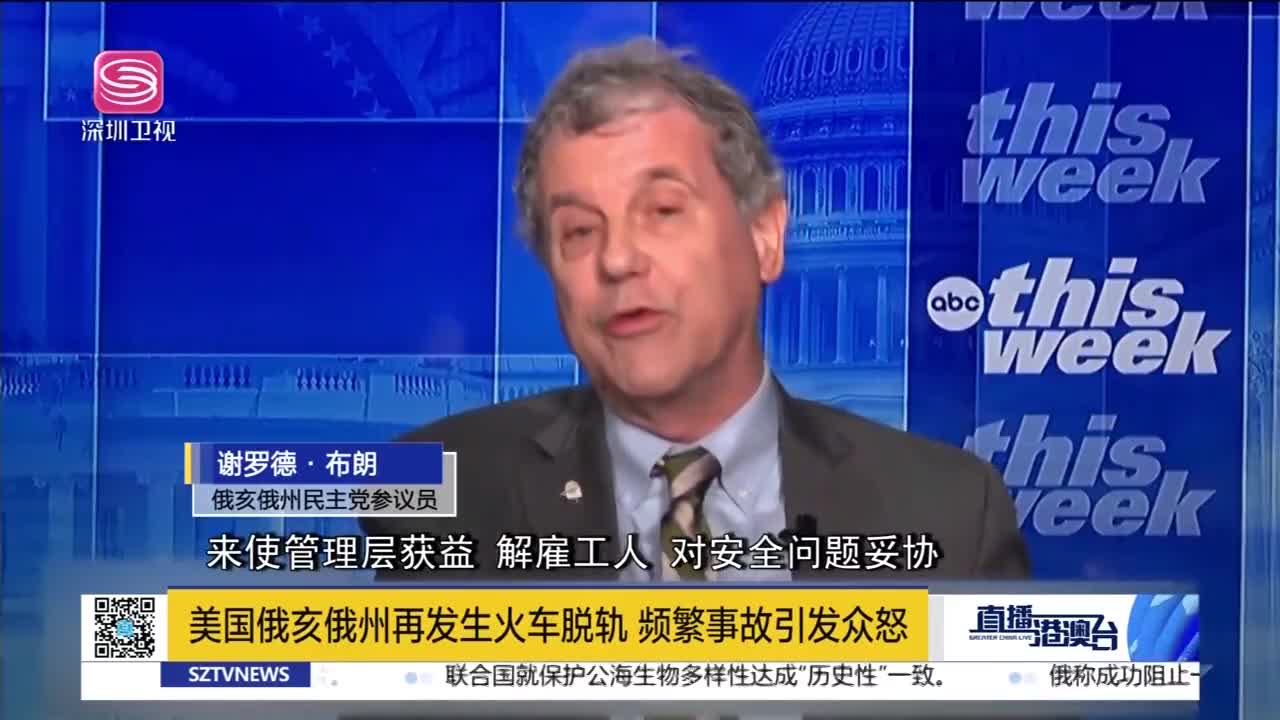 this
week
深圳卫视
this
week
abc
this
week
this
week
谢罗德·布朗
俄亥俄州民主党参议员
来使管理层获益 解雇工人 对安全问题妥协
美国俄亥俄州再发生火车脱轨 频繁事故引发众怒
直播港澳台
GREATER CHINA LIVE
SZTVNEWS
联合国就保护公海生物多样性达成“历史性”一致。
俄称成功阻止